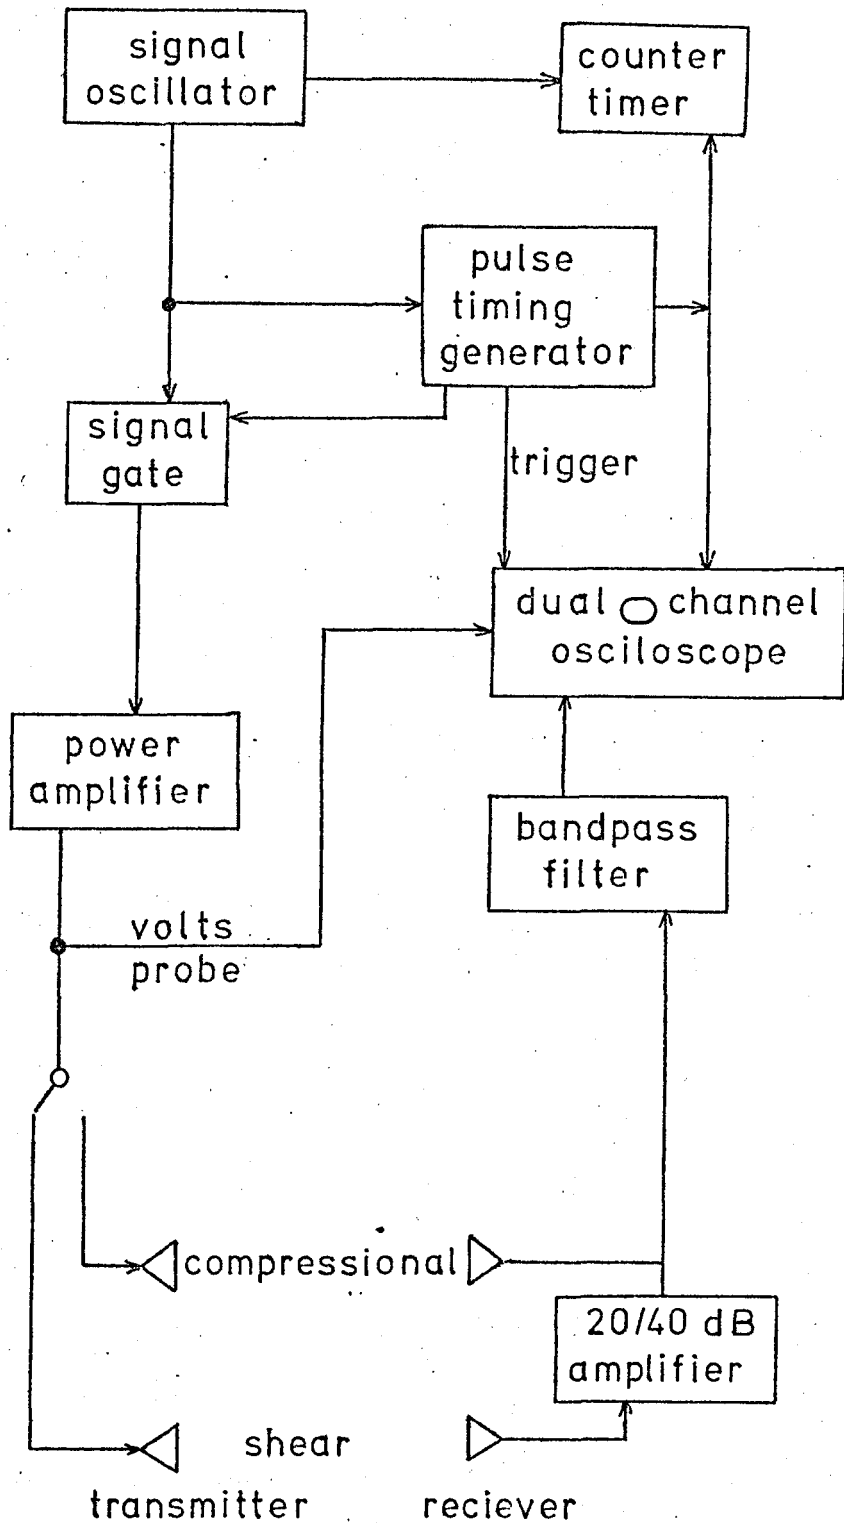 signal
oscillator
counter
timer
pulse
timing
generator
signal
gate
trigger
dual channel
osciloscope
power
amplifier
bandpass
filter
volts
probe
compressional
20/40 dB
amplifier
shear
transmitter
reciever